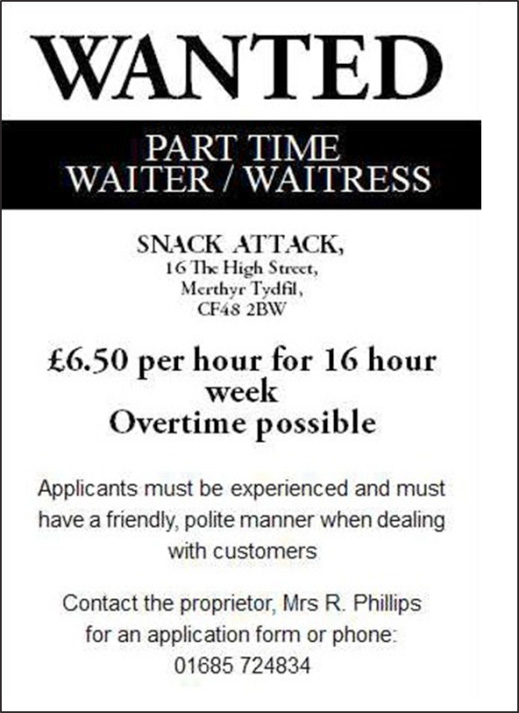 WANTED
PART TIME
WAITER / WAITRESS
SNACK ATTACK,
16 The High Street,
Merthyr Tydfil,
CF48 2BW
£6.50 per hour for 16 hour
week
Overtime possible
Applicants must be experienced and must
have a friendly, polite manner when dealing
with customers
Contact the proprietor, Mrs R. Phillips
for an application form or phone:
01685 724834